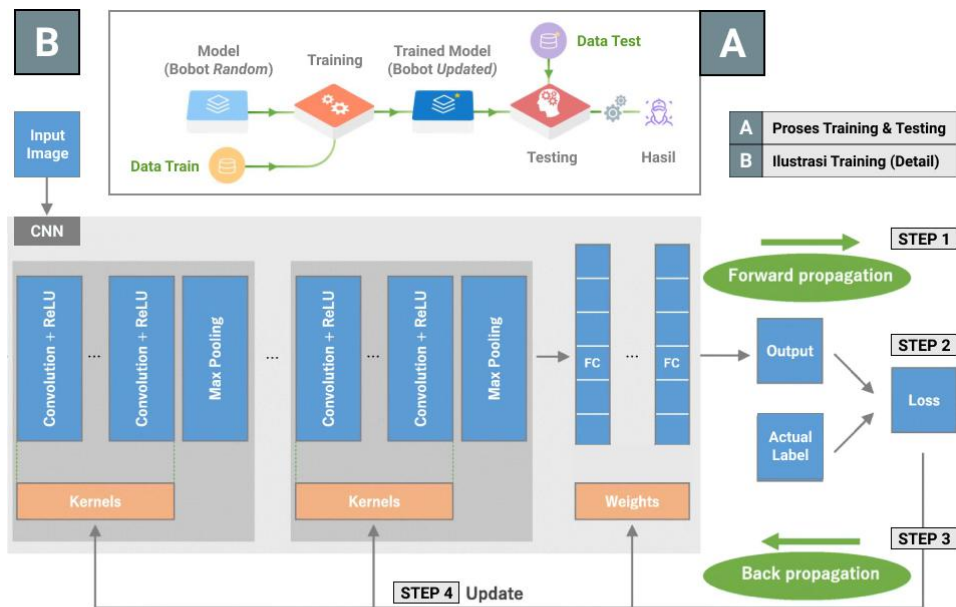 B
A
Model
(Bobot Random)
Training
Trained Model
(Bobot Updated)
Data Test
Data Train
Testing
Hasil
A Proses Training & Testing
B Ilustrasi Training (Detail)
Input
Image
CNN
Convolution + ReLU
...
Convolution + ReLU
Max Pooling
Kernels
...
Convolution + ReLU
...
Convolution + ReLU
Max Pooling
Kernels
FC
...
FC
Weights
STEP 1
Forward propagation
Output
Actual
Label
STEP 2
Loss
STEP 3
Back propagation
STEP 4 Update